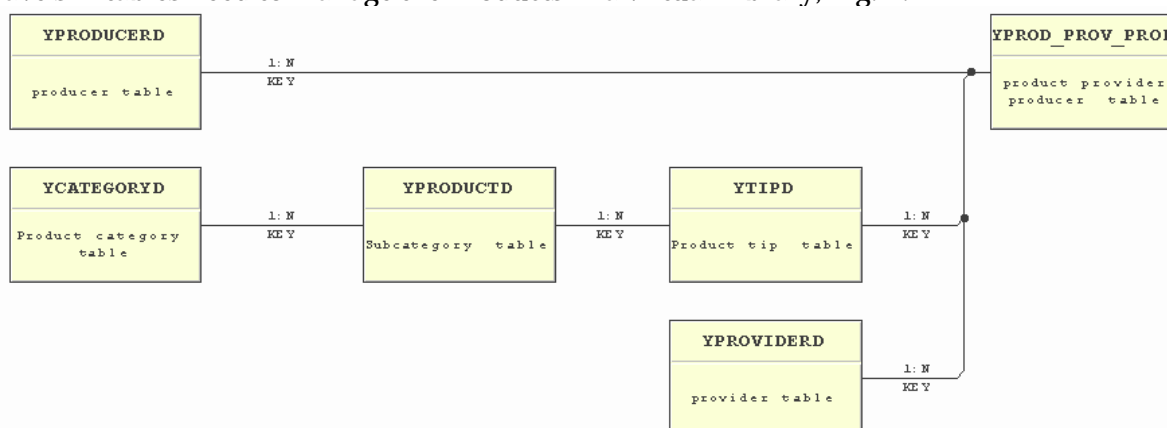 YPRODUCERD
producer table
1: N
KEY
YPROD_PROV_PROD
product provider
producer table
YCATEGORYD
Product category
table
1: N
KEY
YPRODUCTD
Subcategory table
1: N
KEY
YTIPD
Product tip table
1: N
KEY
YPROVIDERD
provider table
1: N
KEY